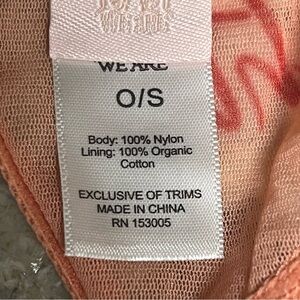 WE ARE
O/S
Body: 100% Nylon
Lining: 100% Organic
Cotton
EXCLUSIVE OF TRIMS
MADE IN CHINA
RN 153005